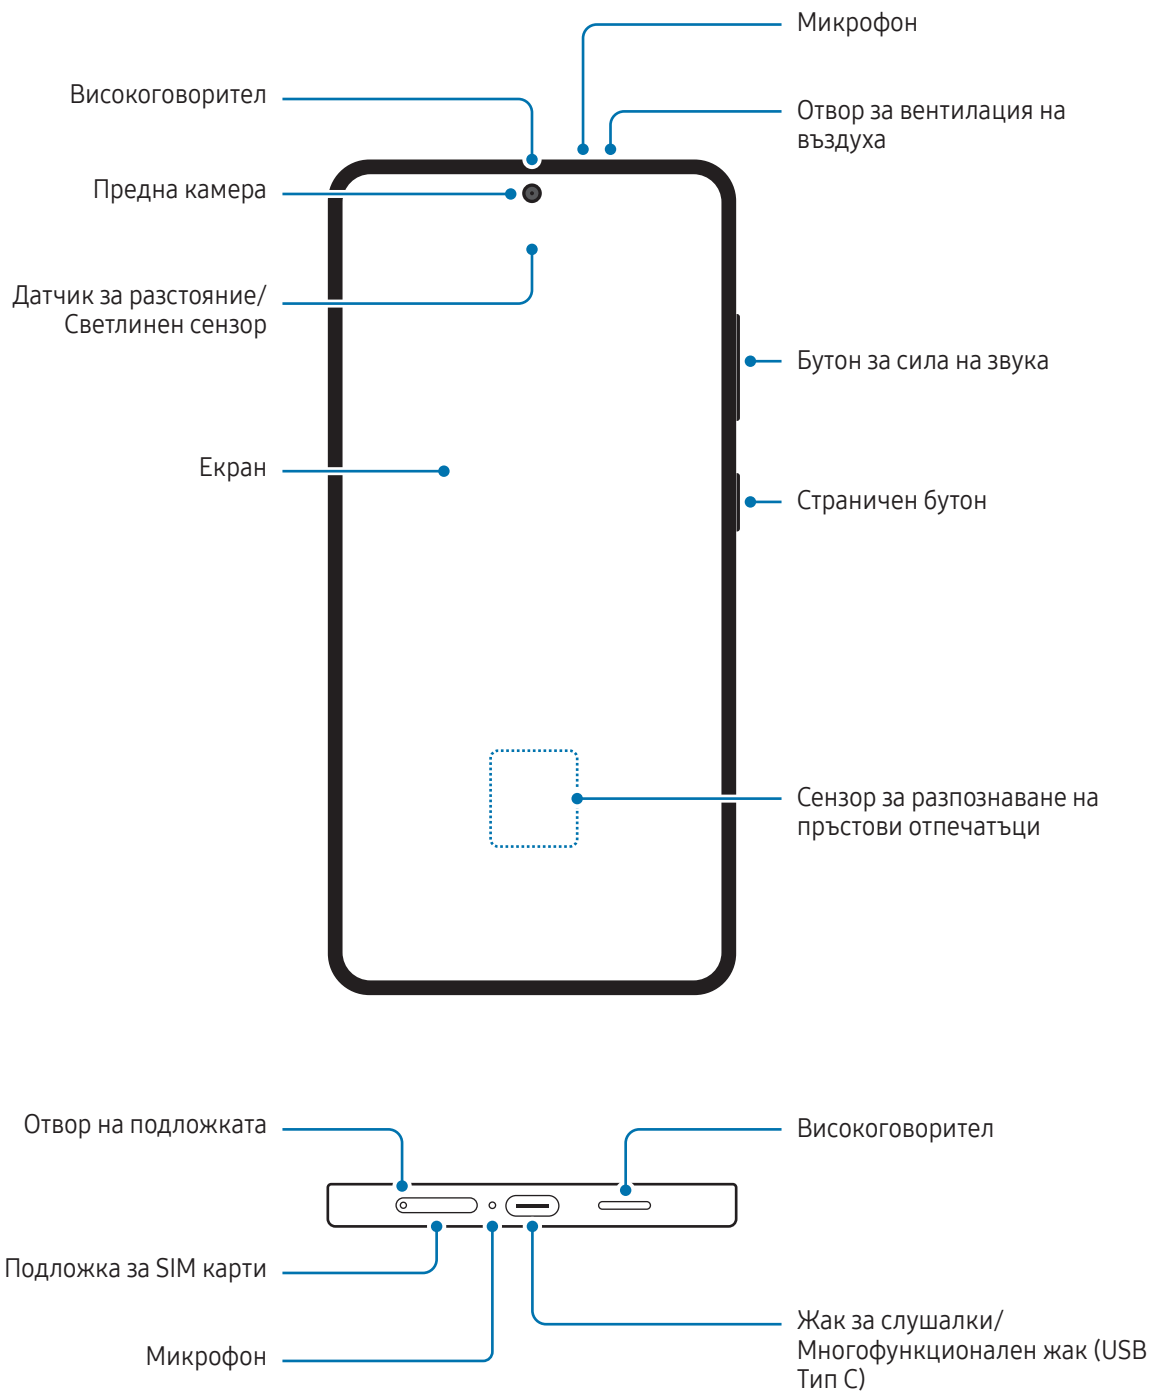 Микрофон
Високоговорител
Отвор за вентилация на
въздуха
Предна камера
Датчик за разстояние/
Светлинен сензор
Бутон за сила на звука
Екран
Страничен бутон
Сензор за разпознаване на
пръстови отпечатъци
Отвор на подложката
Високоговорител
Подложка за SIM карти
Жак за слушалки/
Многофункционален жак (USB
Тип C)
Микрофон